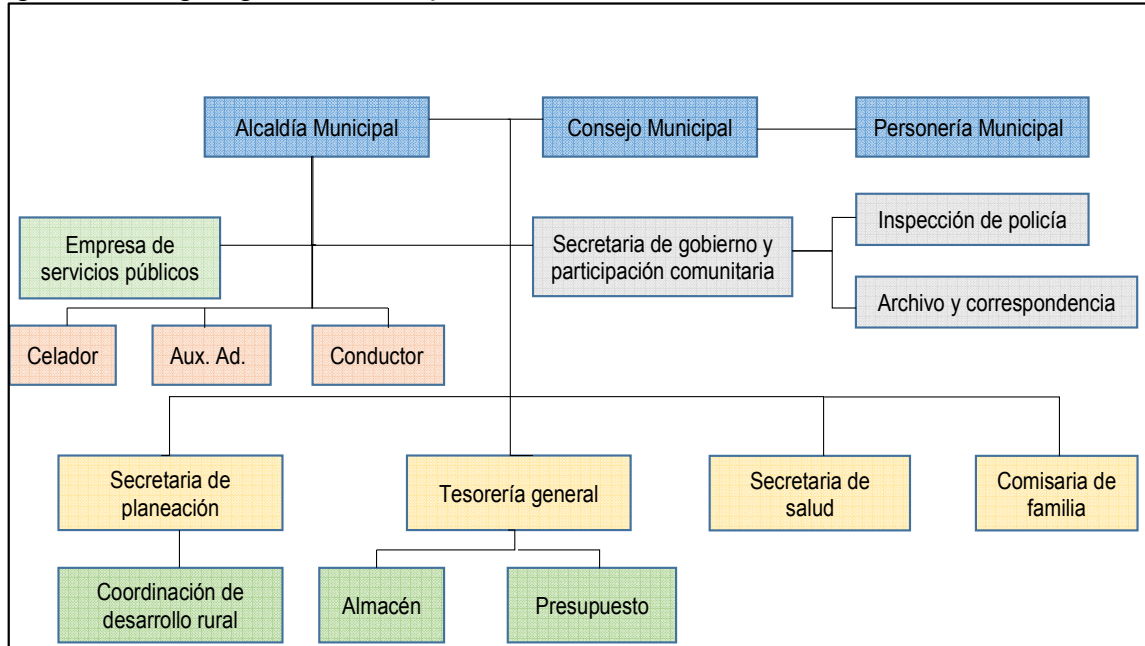 Alcaldía Municipal
Consejo Municipal
Personería Municipal
Inspección de policía
Empresa de
servicios públicos
Secretaria de gobierno y
participación comunitaria
Archivo y correspondencia
Celador
Aux. Ad.
Conductor
Secretaria de
planeación
Tesorería general
Secretaria de
salud
Comisaria de
familia
Coordinación de
desarrollo rural
Almacén
Presupuesto